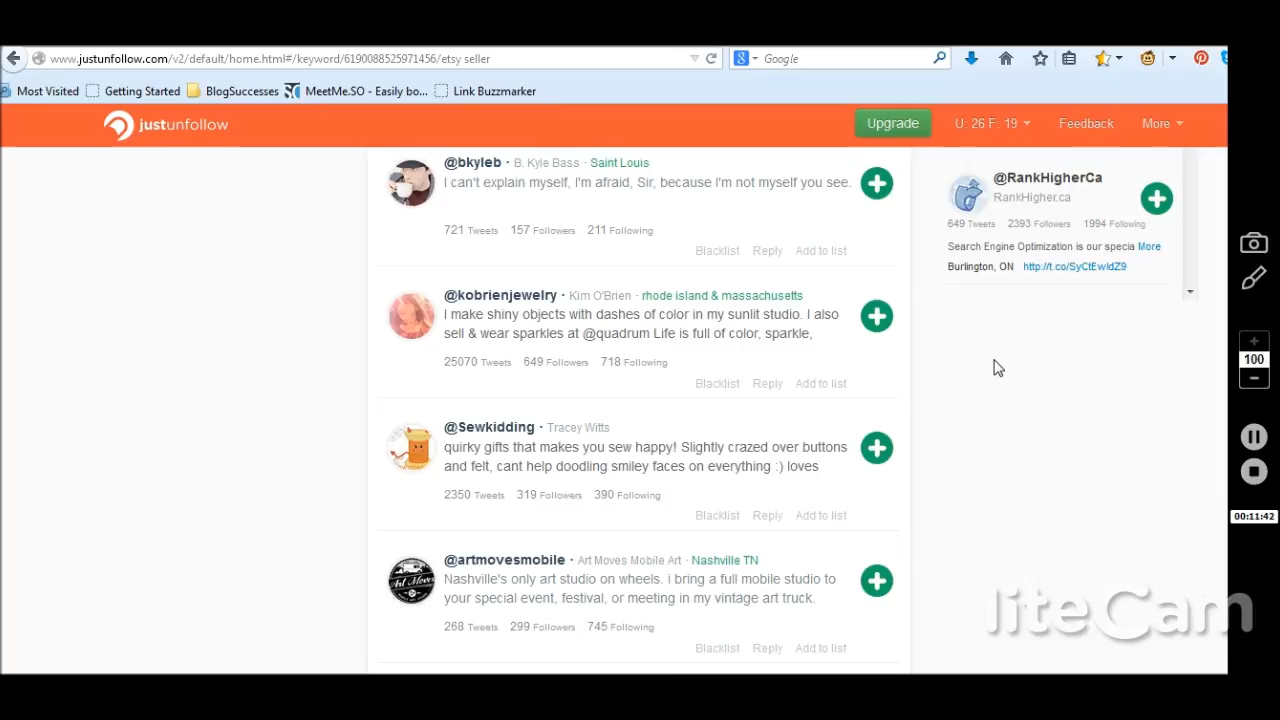 www.justunfollow.com/v2/default/home.html#/keyword/6190088525971456/etsy seller
Google
Most Visited Getting Started BlogSuccesses MeetMe.SO - Easily bo... Link Buzzmarker
justunfollow
Upgrade U: 26 F: 19 Feedback More
@bkyleb · B. Kyle Bass · Saint Louis
I can't explain myself, I'm afraid, Sir, because I'm not myself you see.
721 Tweets 157 Followers 211 Following
Blacklist Reply Add to list
@kobrienjewelry · Kim O'Brien · rhode island & massachusetts
I make shiny objects with dashes of color in my sunlit studio. I also
sell & wear sparkles at @quadrum Life is full of color, sparkle,
25070 Tweets 649 Followers 718 Following
Blacklist Reply Add to list
@Sewkidding · Tracey Witts
quirky gifts that makes you sew happy! Slightly crazed over buttons
and felt, cant help doodling smiley faces on everything :) loves
2350 Tweets 319 Followers 390 Following
Blacklist Reply Add to list
@artmovesmobile · Art Moves Mobile Art · Nashville TN
Art Moves
Nashville's only art studio on wheels. i bring a full mobile studio to
your special event, festival, or meeting in my vintage art truck.
268 Tweets 299 Followers 745 Following
Blacklist Reply Add to list
@RankHigherCa
RankHigher.ca
649 Tweets 2393 Followers 1994 Following
Search Engine Optimization is our specia More
Burlington, ON http://t.co/SyCtEwIdZ9
100
00:11:42
liteCam